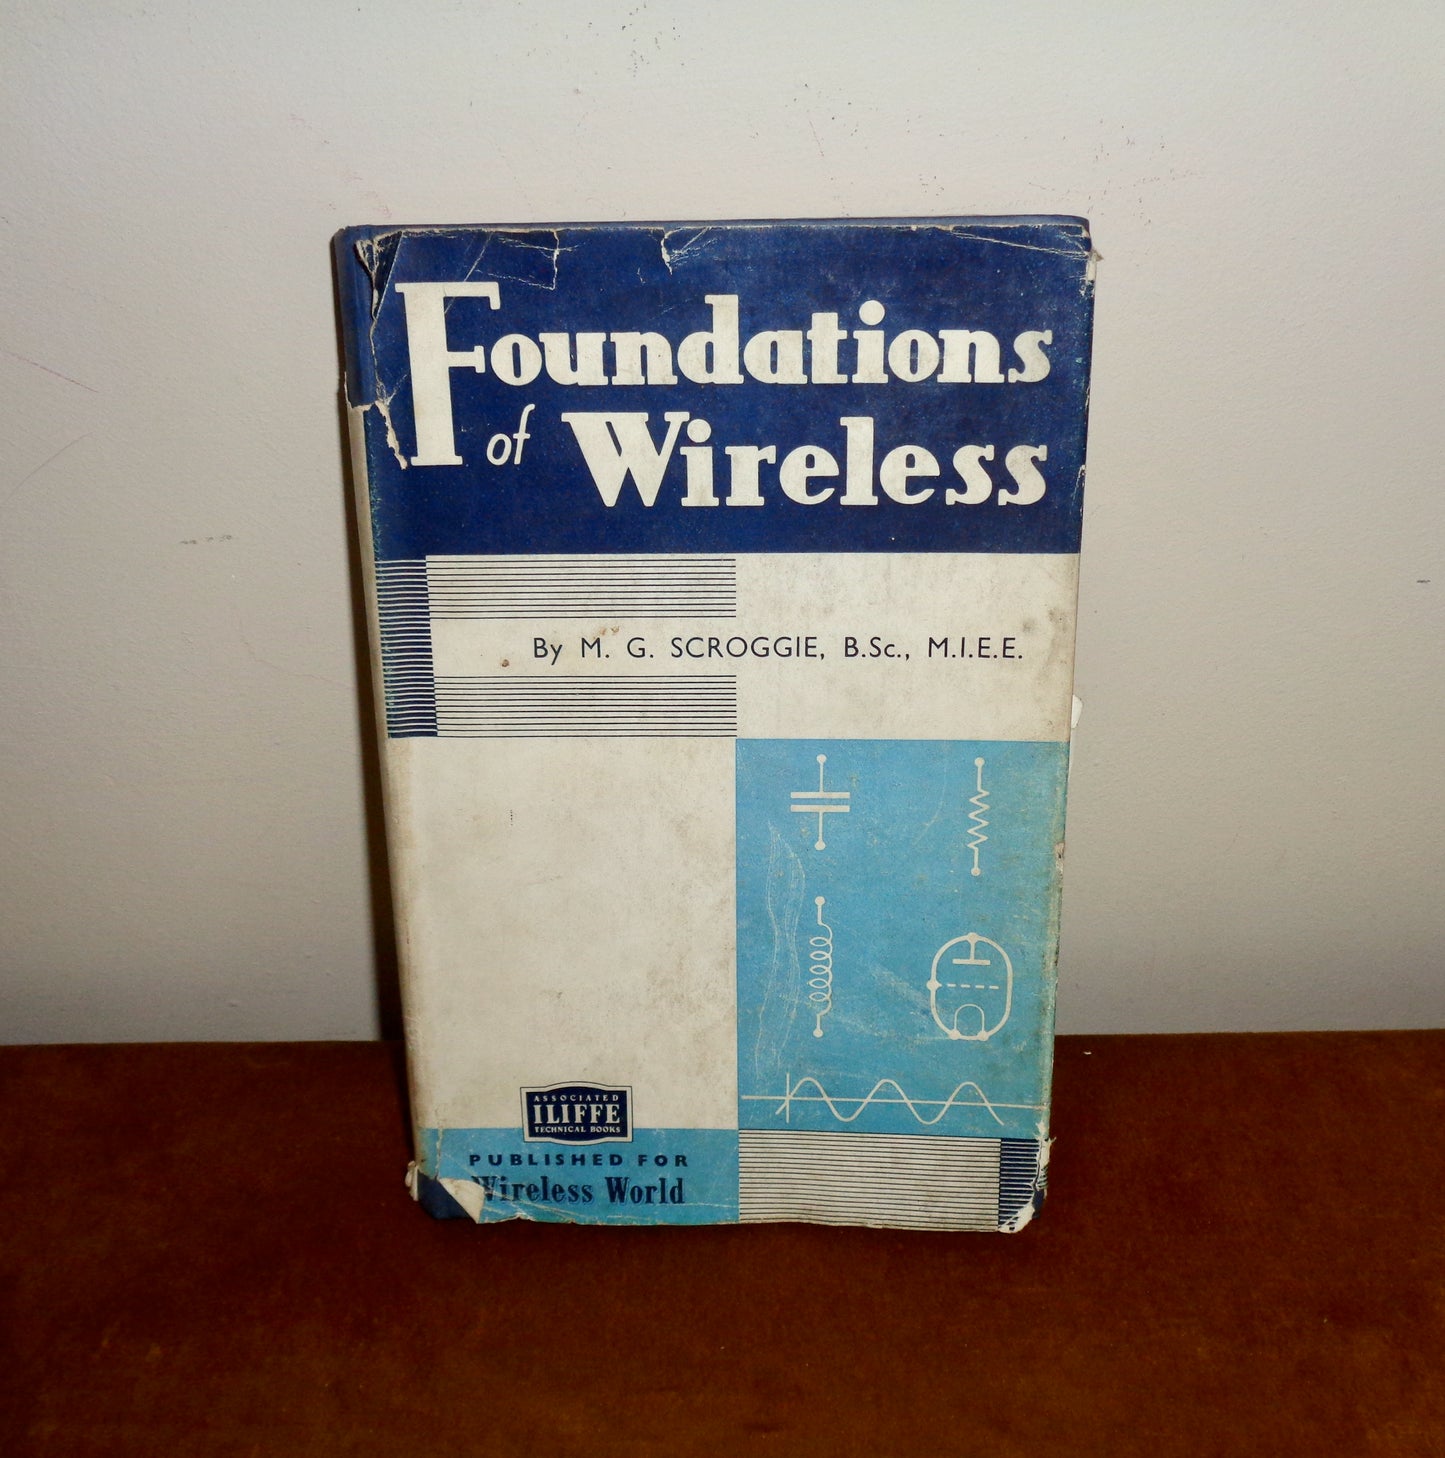 Foundations
of Wireless
By M. G. SCROGGIE, B.Sc., M.I.E.E.
ASSOCIATED
ILIFFE
TECHNICAL BOOKS
PUBLISHED FOR
Wireless World